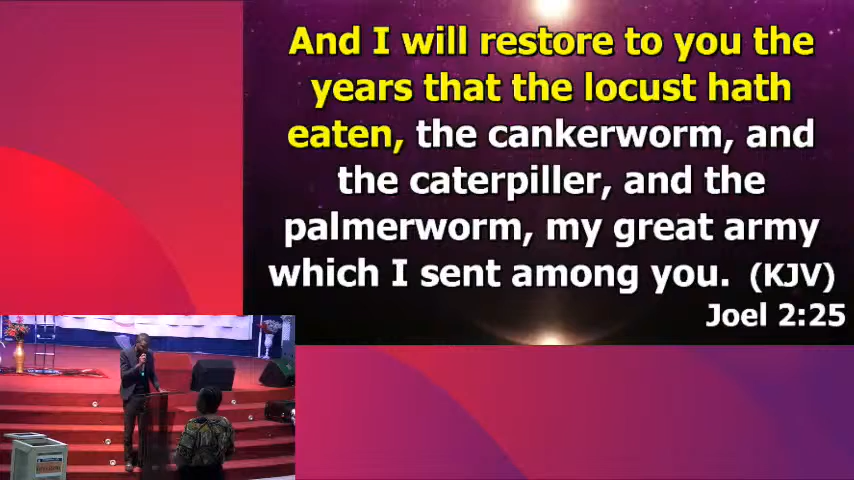 And I will restore to you the
years that the locust hath
eaten, the cankerworm, and
the caterpiller, and the
palmerworm, my great army
which I sent among you. (KJV)
Joel 2:25